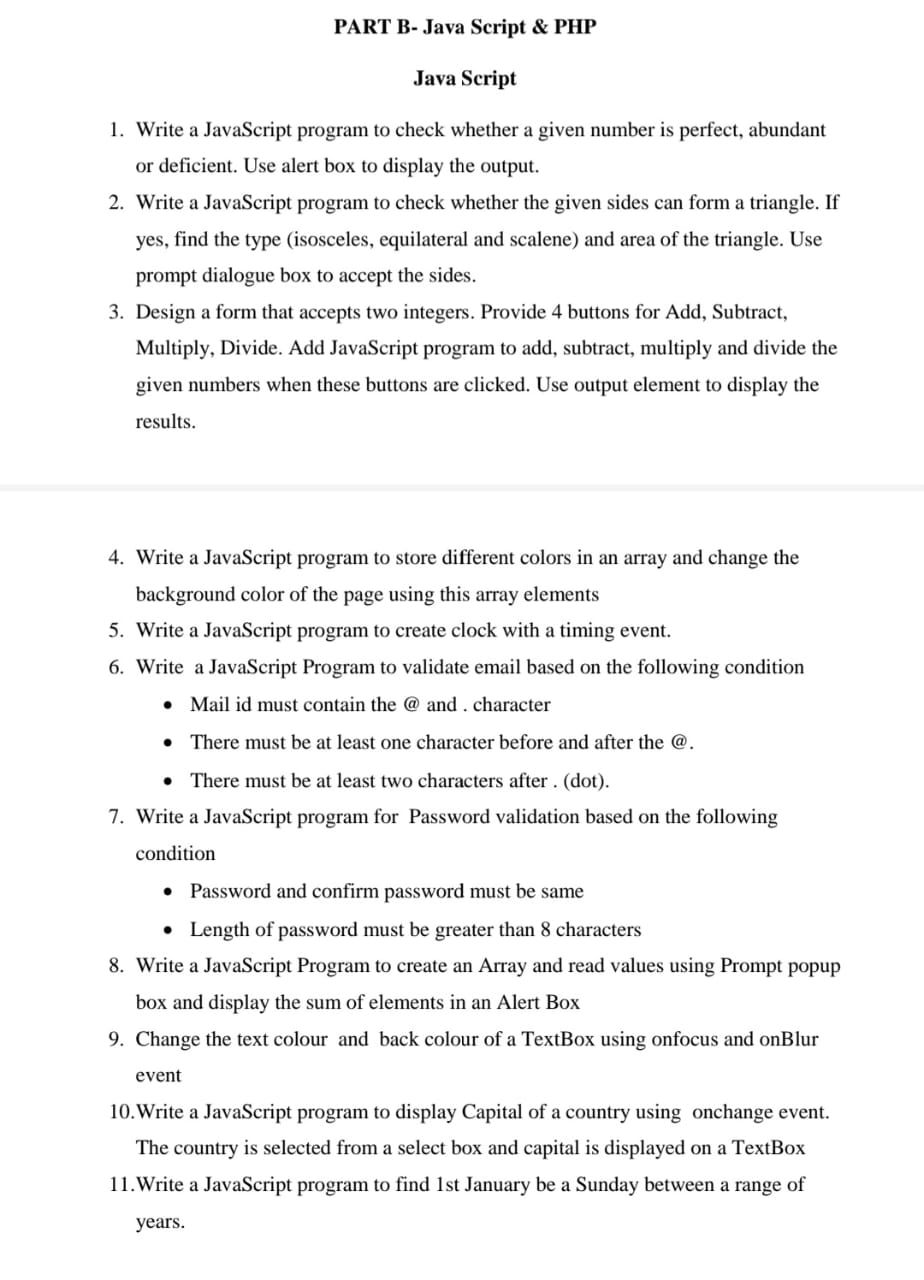 PART B- Java Script & PHP
Java Script
1. Write a JavaScript program to check whether a given number is perfect, abundant
or deficient. Use alert box to display the output.
2. Write a JavaScript program to check whether the given sides can form a triangle. If
yes, find the type (isosceles, equilateral and scalene) and area of the triangle. Use
prompt dialogue box to accept the sides.
3. Design a form that accepts two integers. Provide 4 buttons for Add, Subtract,
Multiply, Divide. Add JavaScript program to add, subtract, multiply and divide the
given numbers when these buttons are clicked. Use output element to display the
results.
4. Write a JavaScript program to store different colors in an array and change the
background color of the page using this array elements
5. Write a JavaScript program to create clock with a timing event.
6. Write  a JavaScript Program to validate email based on the following condition
• Mail id must contain the @ and . character
• There must be at least one character before and after the @.
• There must be at least two characters after . (dot).
7. Write a JavaScript program for  Password validation based on the following
condition
• Password and confirm password must be same
• Length of password must be greater than 8 characters
8. Write a JavaScript Program to create an Array and read values using Prompt popup
box and display the sum of elements in an Alert Box
9. Change the text colour  and  back colour of a TextBox using onfocus and onBlur
event
10.Write a JavaScript program to display Capital of a country using  onchange event.
The country is selected from a select box and capital is displayed on a TextBox
11.Write a JavaScript program to find 1st January be a Sunday between a range of
years.